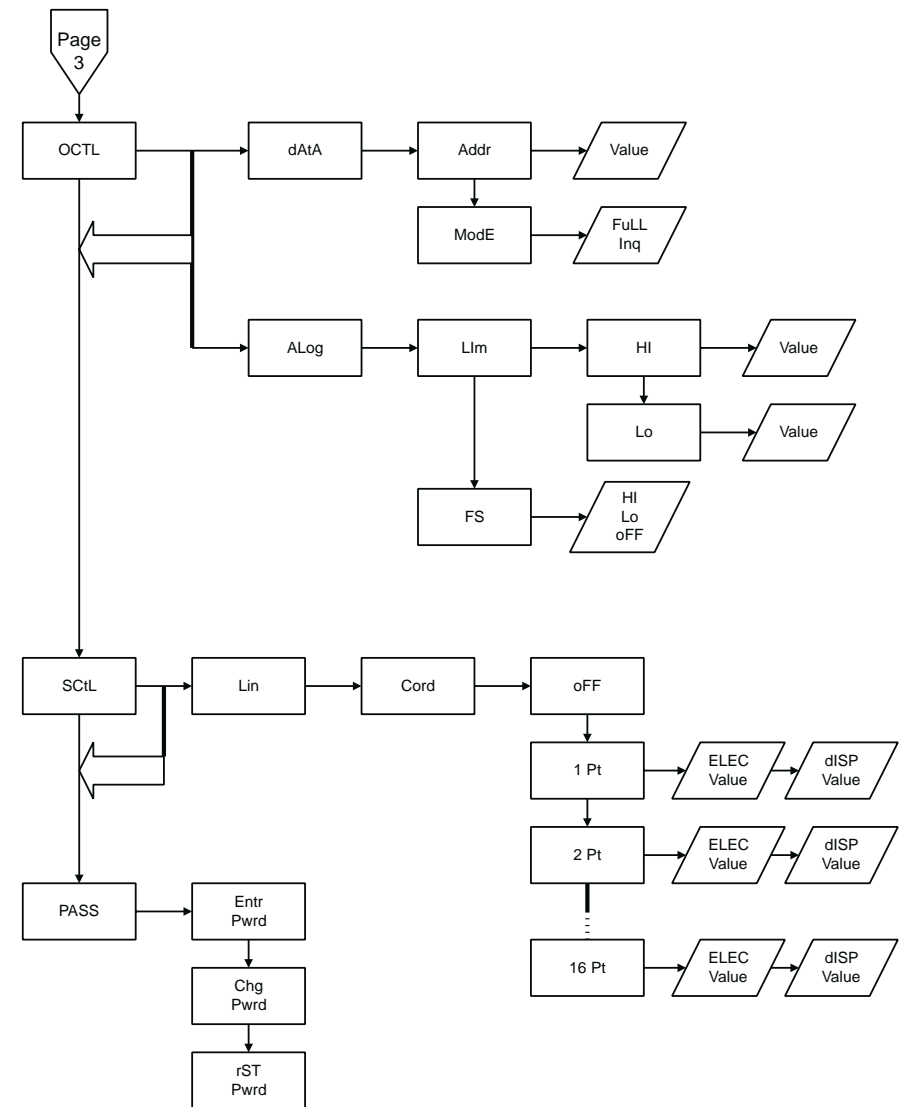 Page
3
OCTL
dAtA
Addr
Value
ModE
FuLL
Inq
ALog
LIm
HI
Value
Lo
Value
FS
HI
Lo
oFF
SCtL
Lin
Cord
oFF
1 Pt
ELEC
Value
dISP
Value
2 Pt
ELEC
Value
dISP
Value
PASS
Entr
Pwrd
16 Pt
ELEC
Value
dISP
Value
Chg
Pwrd
rST
Pwrd